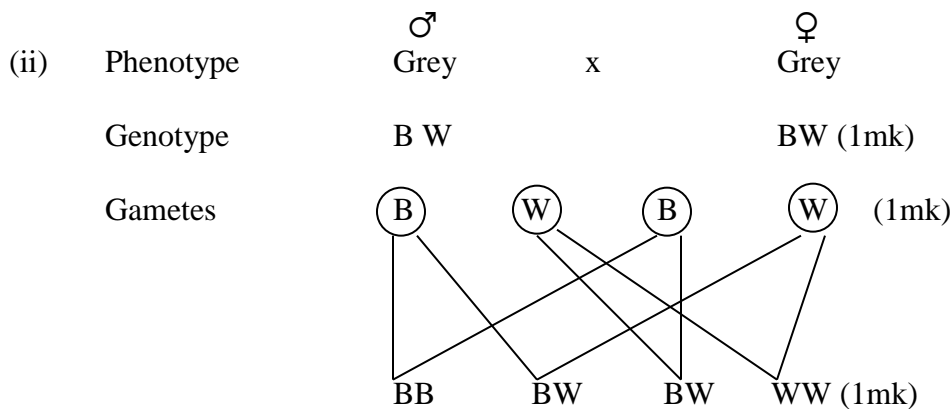 ♂ ♀
(ii) Phenotype Grey x Grey
Genotype B W BW (1mk)
Gametes B W B W (1mk)
BB BW BW WW (1mk)